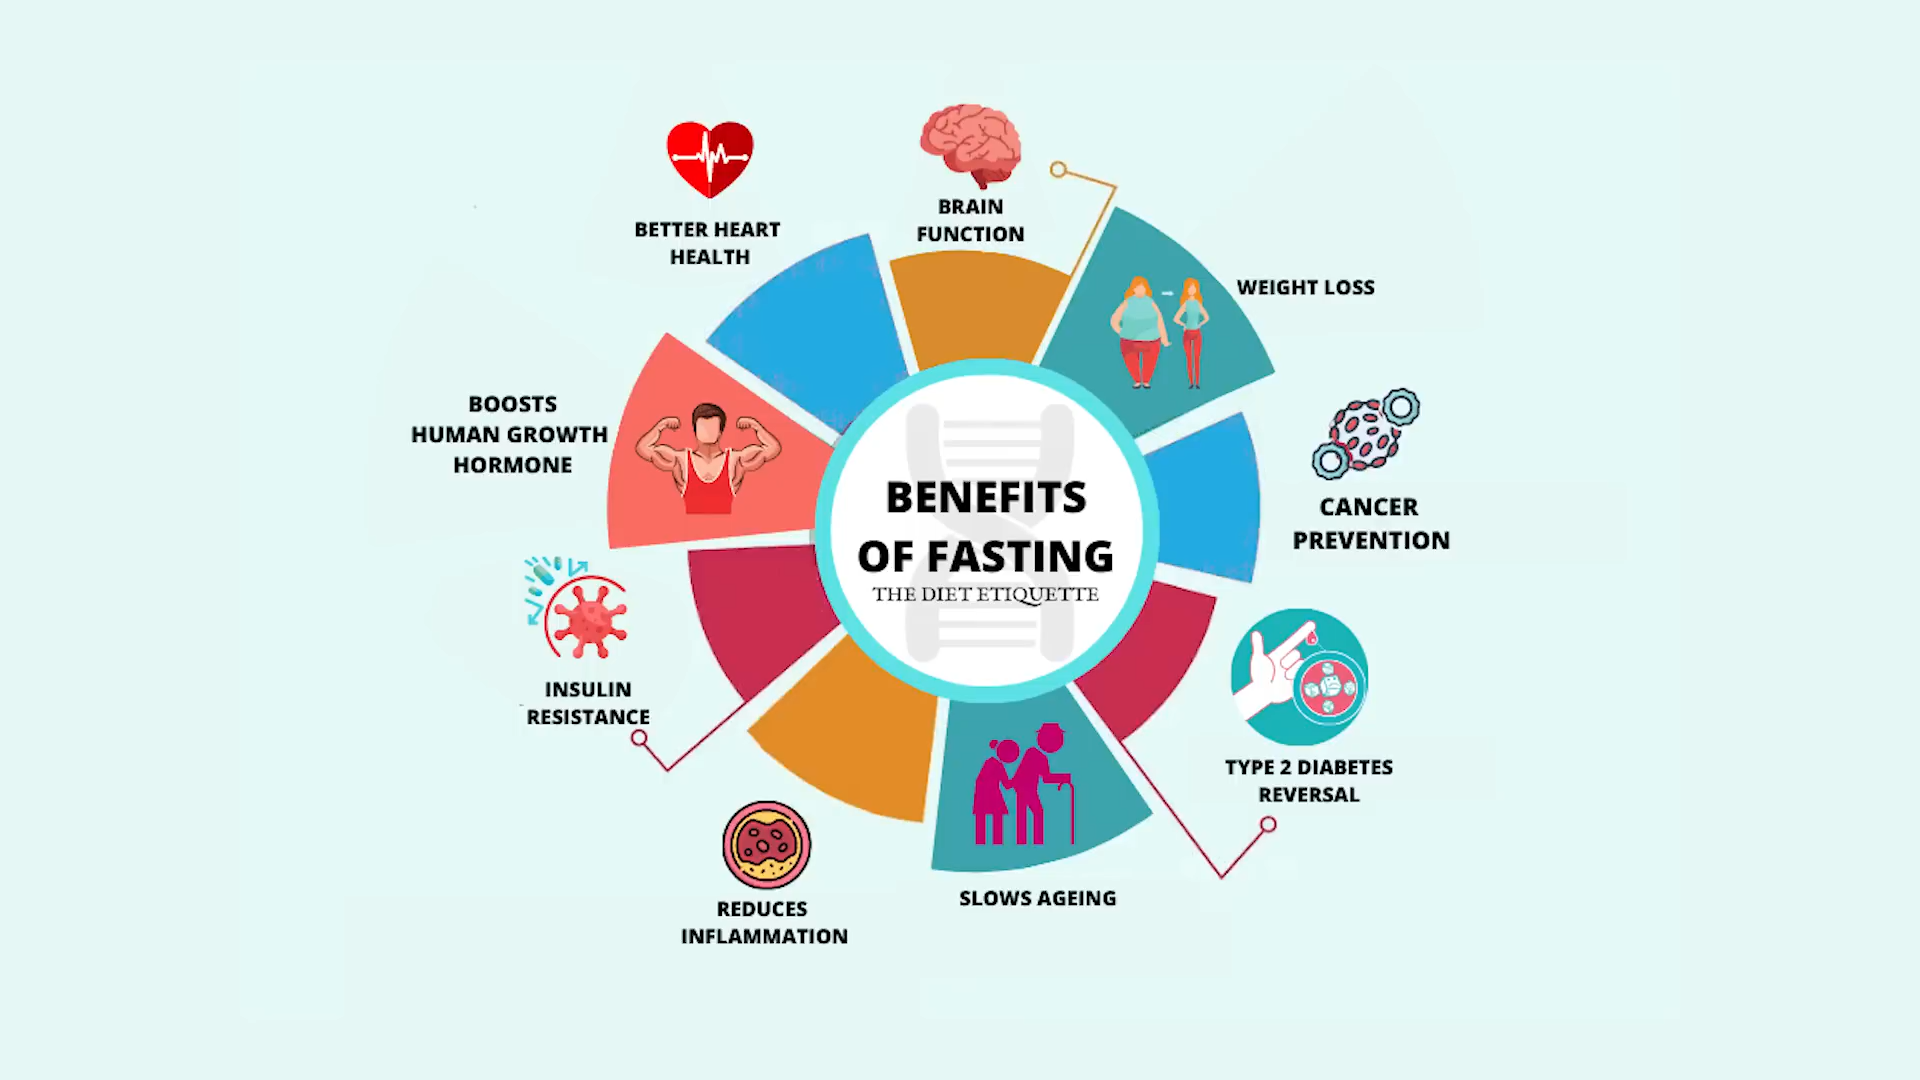 BRAIN
FUNCTION
BETTER HEART
HEALTH
WEIGHT LOSS
BOOSTS
HUMAN GROWTH
HORMONE
BENEFITS
OF FASTING
THE DIET ETIQUETTE
CANCER
PREVENTION
INSULIN
RESISTANCE
TYPE 2 DIABETES
REVERSAL
REDUCES
INFLAMMATION
SLOWS AGEING